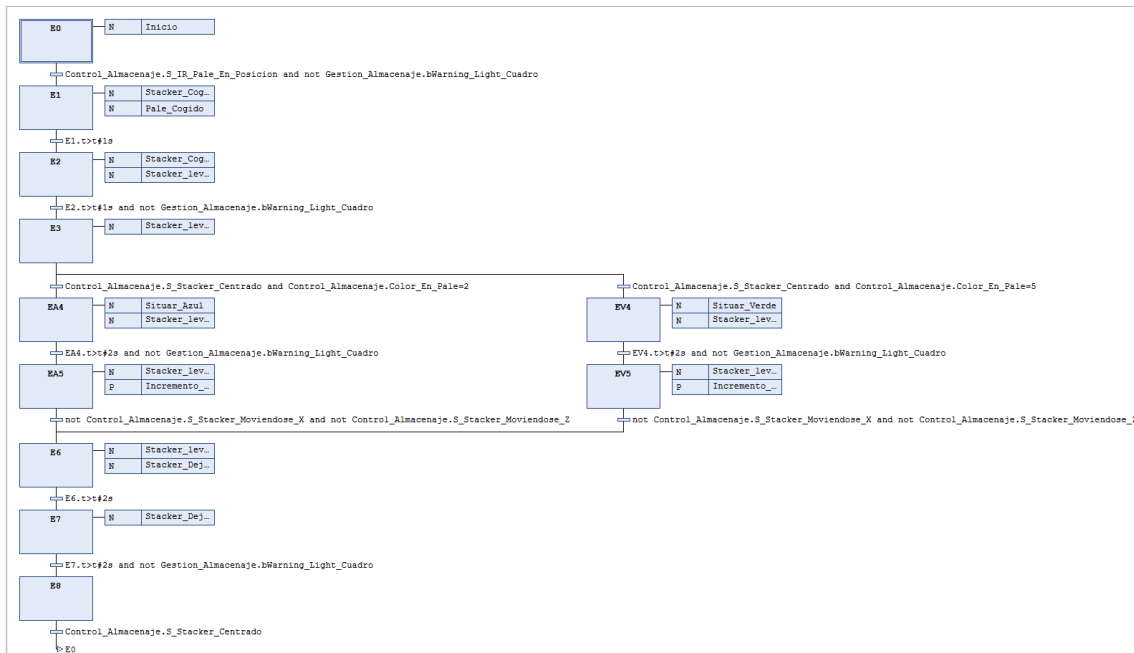 E0
N Inicio
Control_Almacenaje.S_IR_Pale_En_Posicion and not Gestion_Almacenaje.bWarning_Light_Cuadro
E1
N Stacker_Cog…
N Pale_Cogido
E1.t>t#1s
E2
N Stacker_Cog…
N Stacker_lev…
E2.t>t#1s and not Gestion_Almacenaje.bWarning_Light_Cuadro
E3
N Stacker_lev…
Control_Almacenaje.S_Stacker_Centrado and Control_Almacenaje.Color_En_Pale=2
Control_Almacenaje.S_Stacker_Centrado and Control_Almacenaje.Color_En_Pale=5
EA4
N Situar_Azul
N Stacker_lev…
EV4
N Situar_Verde
N Stacker_lev…
EA4.t>t#2s and not Gestion_Almacenaje.bWarning_Light_Cuadro
EV4.t>t#2s and not Gestion_Almacenaje.bWarning_Light_Cuadro
EA5
N Stacker_lev…
P Incremento_…
EV5
N Stacker_lev…
P Incremento_…
not Control_Almacenaje.S_Stacker_Moviendose_X and not Control_Almacenaje.S_Stacker_Moviendose_Z
not Control_Almacenaje.S_Stacker_Moviendose_X and not Control_Almacenaje.S_Stacker_Moviendose_Z
E6
N Stacker_lev…
N Stacker_Dej…
E6.t>t#2s
E7
N Stacker_Dej…
E7.t>t#2s and not Gestion_Almacenaje.bWarning_Light_Cuadro
E8
Control_Almacenaje.S_Stacker_Centrado
E0